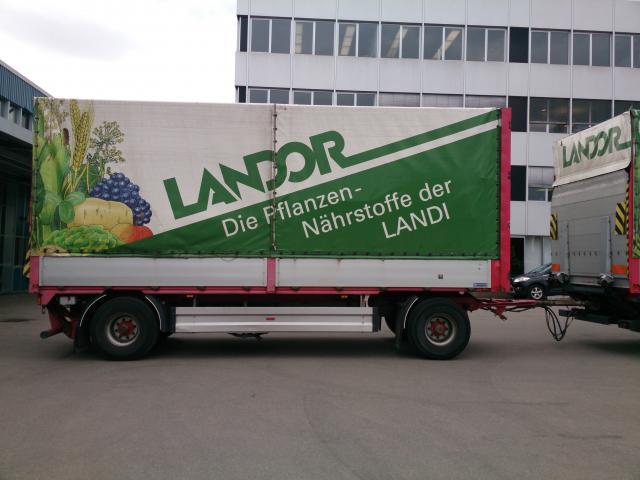 LANDOR
Die Pflanzen-
Nährstoffe der
LANDI
LANDOR